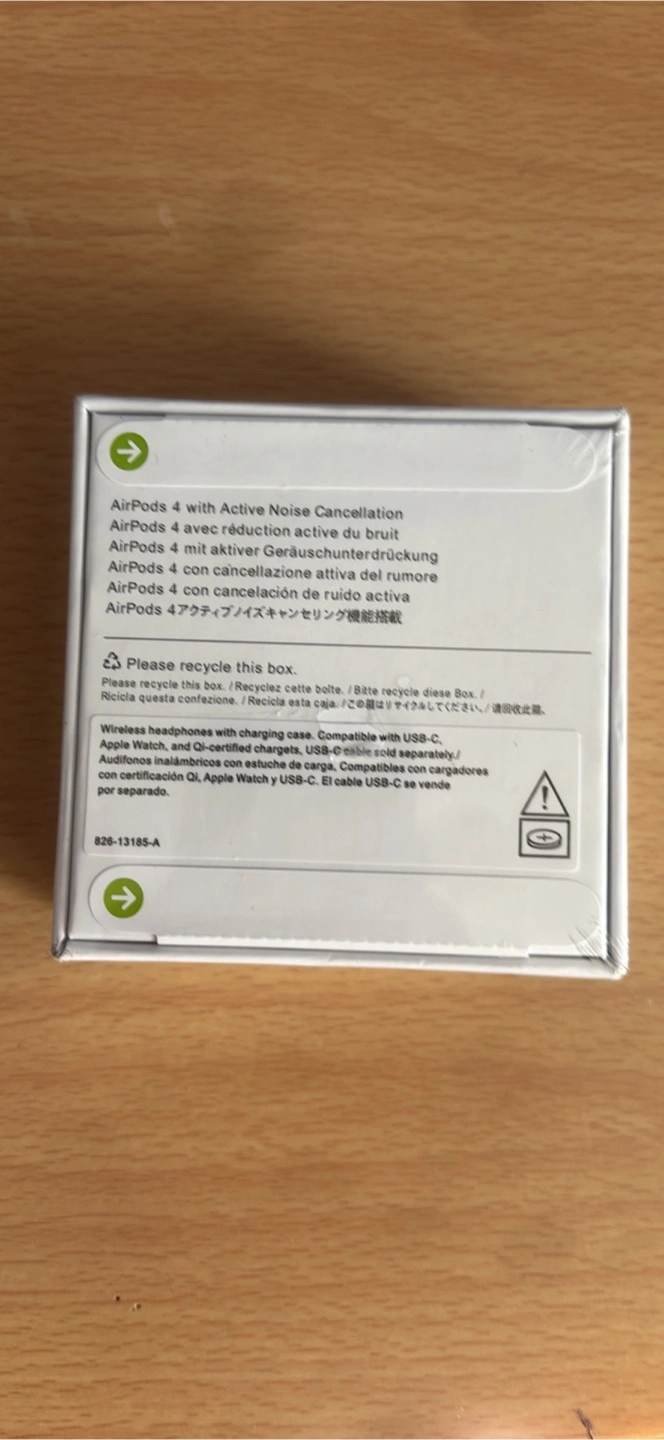 AirPods 4 with Active Noise Cancellation
AirPods 4 avec réduction active du bruit
AirPods 4 mit aktiver Geräuschunterdrückung
AirPods 4 con cancellazione attiva del rumore
AirPods 4 con cancelación de ruido activa
AirPods 4アクティブノイズキャンセリング機能搭載
Please recycle this box.
Please recycle this box. / Recyclez cette boîte. / Bitte recycle diese Box. /
Ricicla questa confezione. / Recicla esta caja. / この箱はリサイクルしてください。/ 请回收此箱。
Wireless headphones with charging case. Compatible with USB-C,
Apple Watch, and Qi-certified chargets, USB-C cable sold separately./
Audífonos inalámbricos con estuche de carga, Compatibles con cargadores
con certificación Qi, Apple Watch y USB-C. El cable USB-C se vende
por separado.
826-13185-A